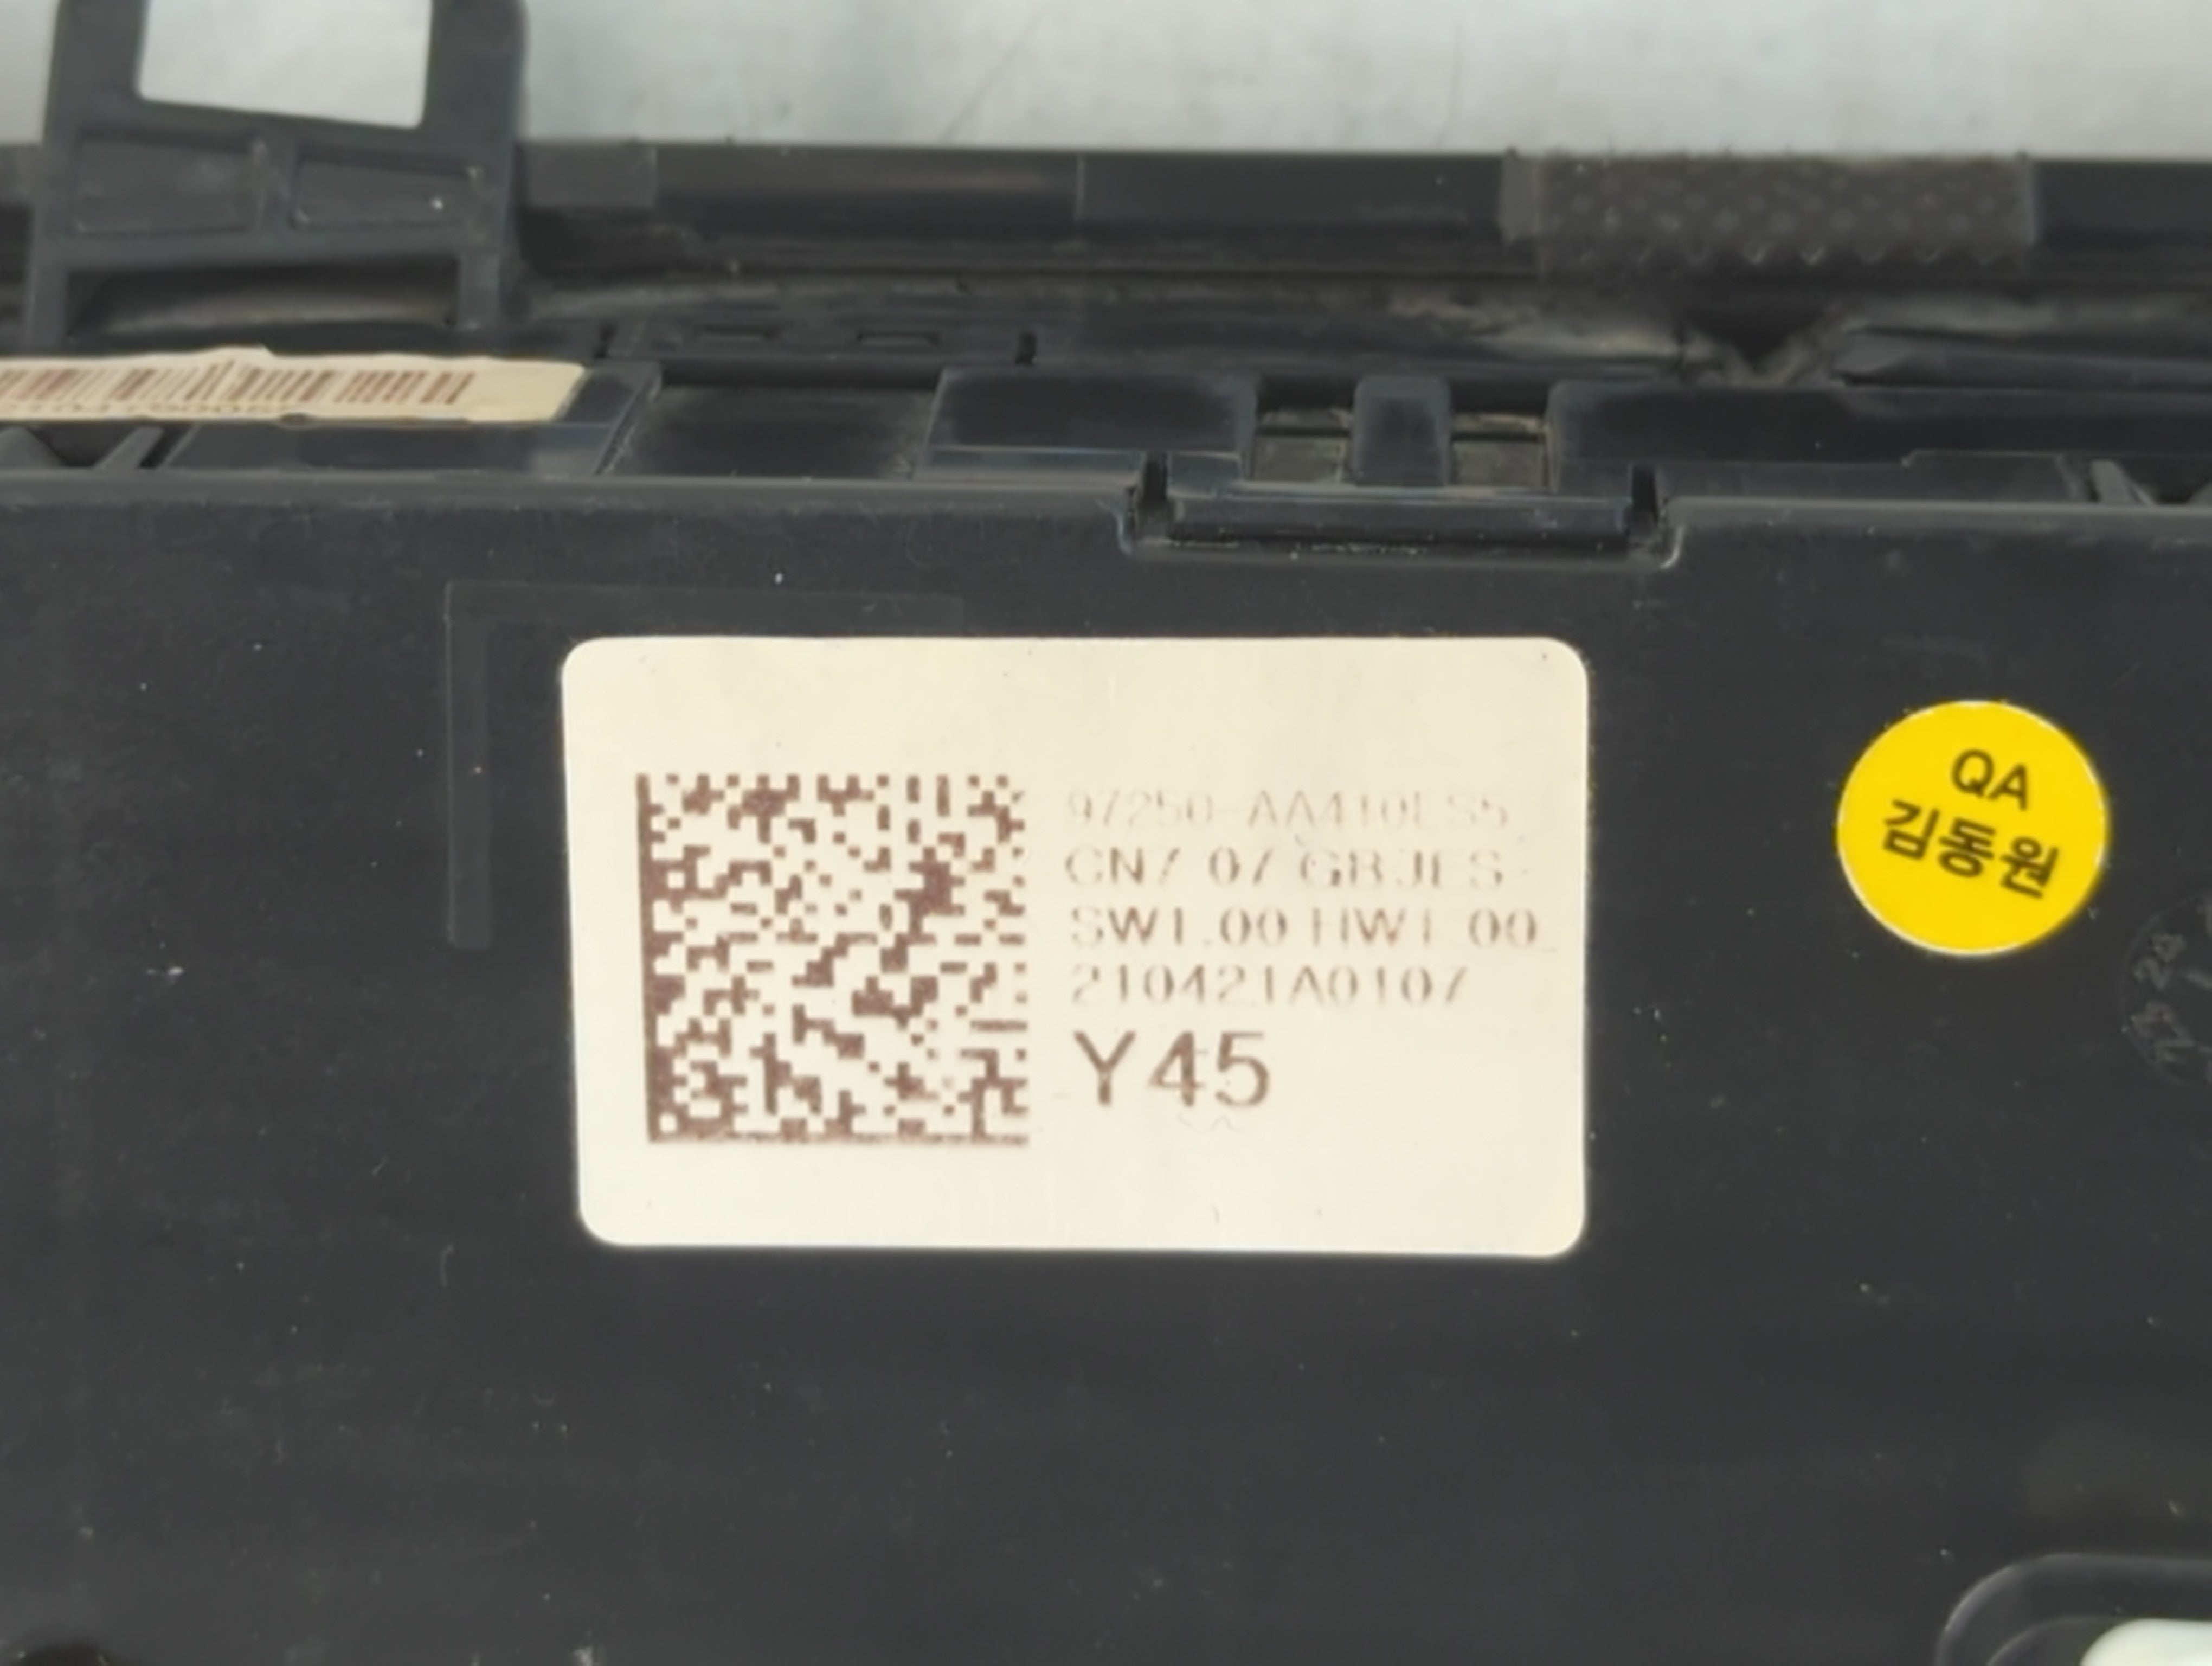 97250-AA410LS5
CN7 07 GBJES
SW1.00 HW1.00
210421A0107
Y45
QA
김동원